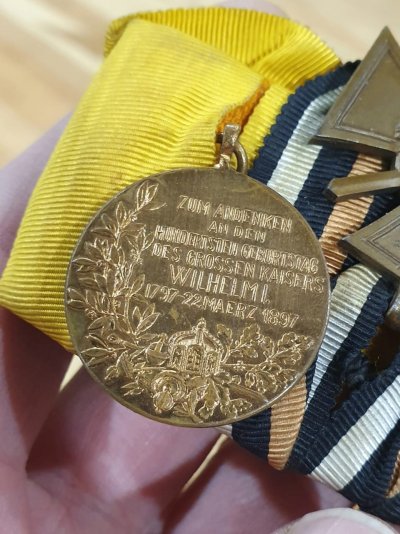 ZUM ANDENKEN
AN DEN
HUNDERTSTEN GEBURTSTAG
DES GROSSEN KAISERS
WILHELM I.
1797·22 MAERZ 1897